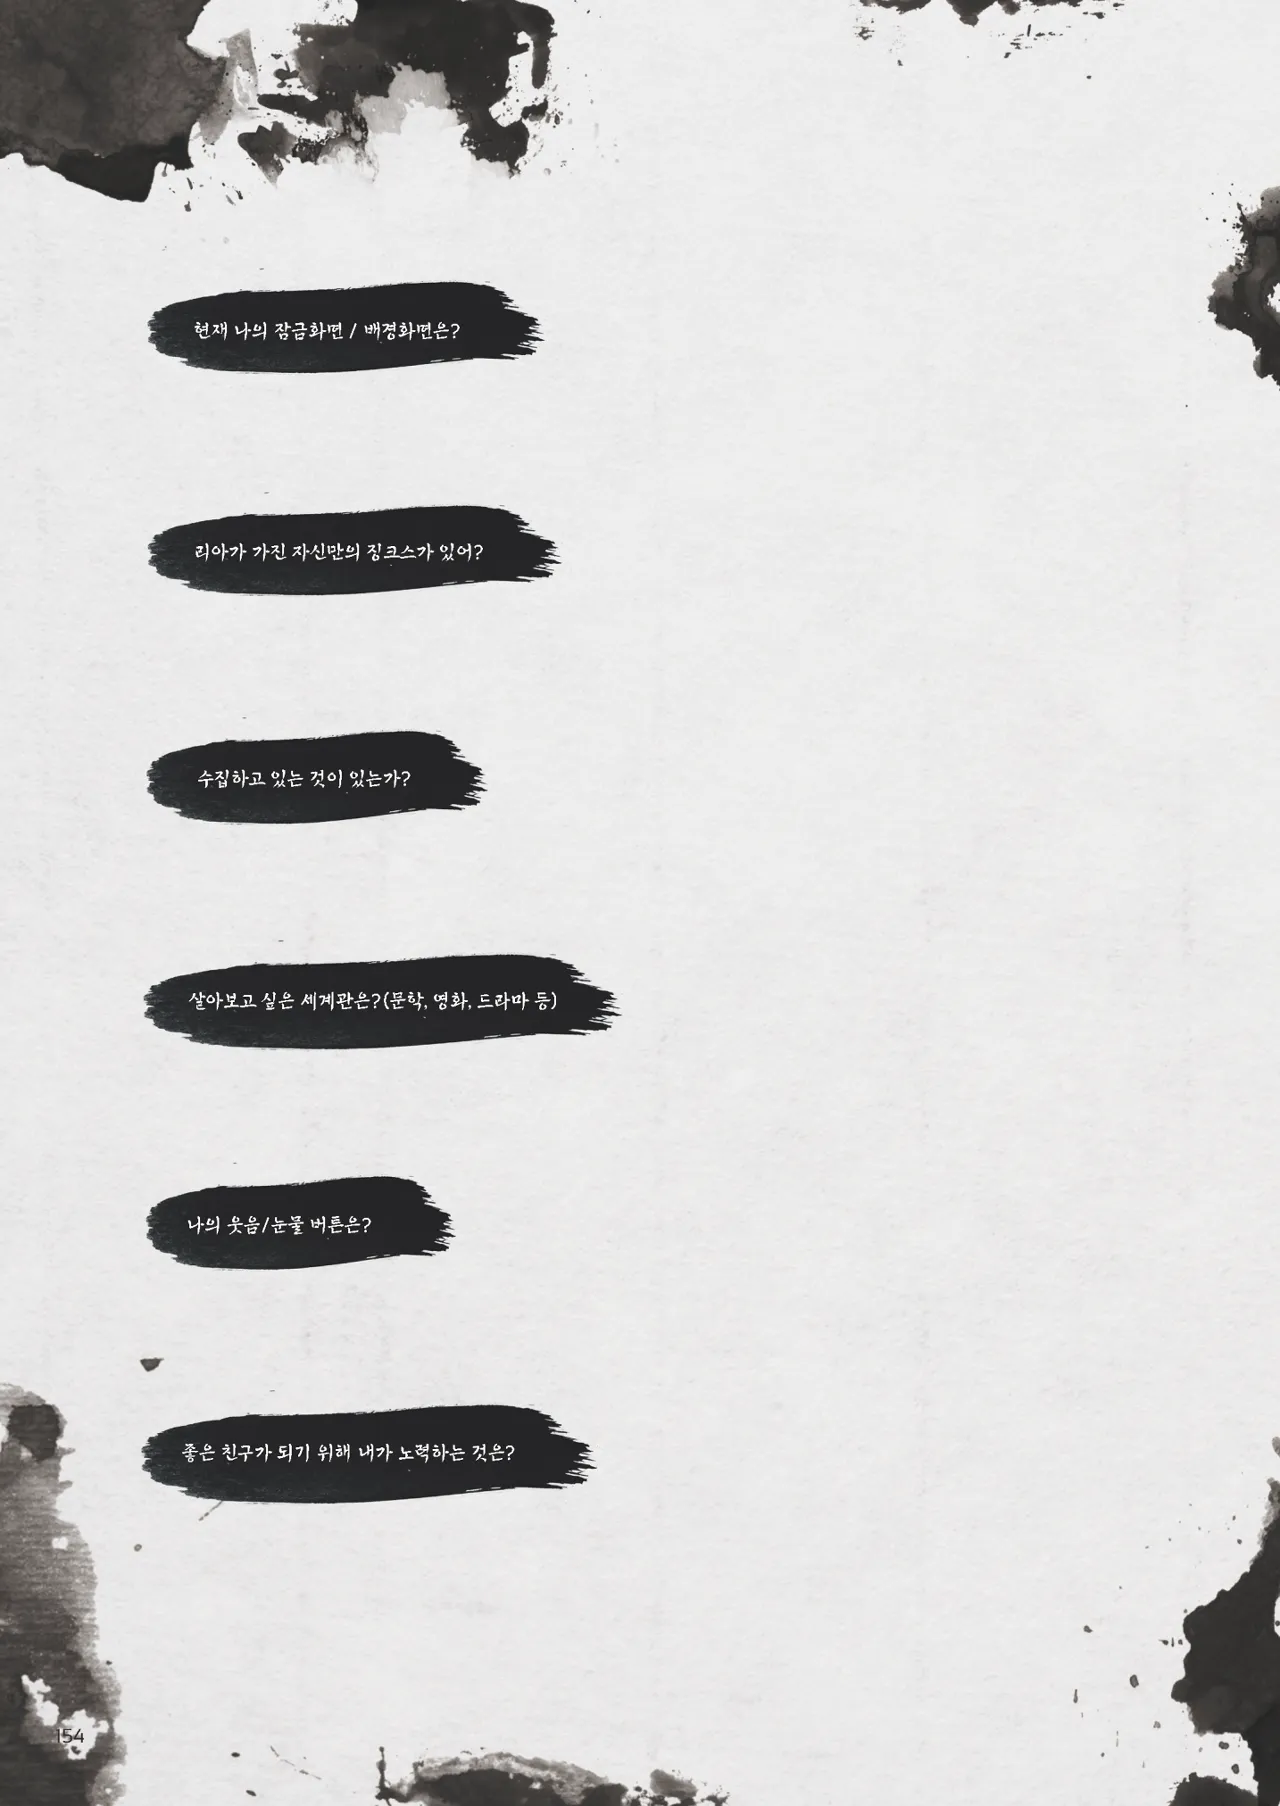 현재 나의 잠금화면 / 배경화면은?
리아가 가진 자신만의 징크스가 있어?
수집하고 있는 것이 있는가?
살아보고 싶은 세계관은?(문학, 영화, 드라마 등)
나의 웃음/눈물 버튼은?
좋은 친구가 되기 위해 내가 노력하는 것은?
154